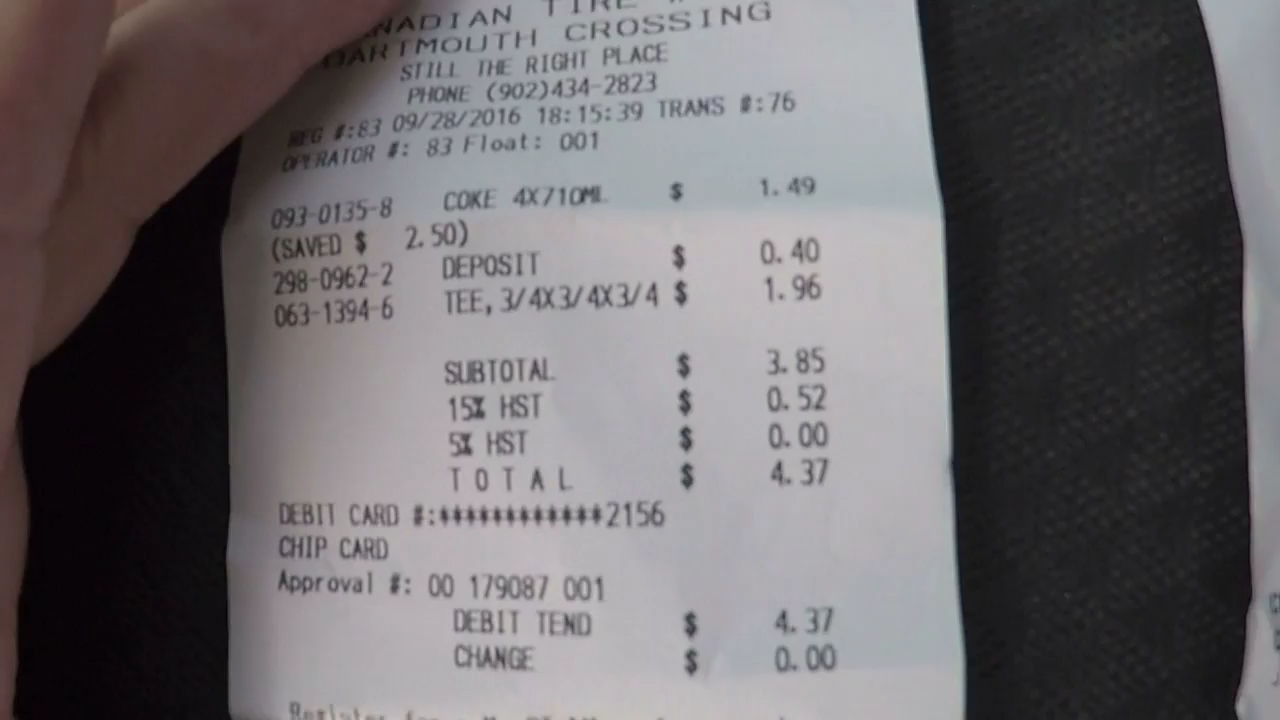 CANADIAN TIRE #
DARTMOUTH CROSSING
STILL THE RIGHT PLACE
PHONE (902)434-2823
REG #:83 09/28/2016 18:15:39 TRANS #:76
OPERATOR #: 83 Float: 001
093-0135-8 COKE 4X710ML $ 1.49
(SAVED $ 2.50)
298-0962-2 DEPOSIT $ 0.40
063-1394-6 TEE,3/4X3/4X3/4 $ 1.96
SUBTOTAL $ 3.85
15% HST $ 0.52
5% HST $ 0.00
T O T A L $ 4.37
DEBIT CARD #:************2156
CHIP CARD
Approval #: 00 179087 001
DEBIT TEND $ 4.37
CHANGE $ 0.00
Register